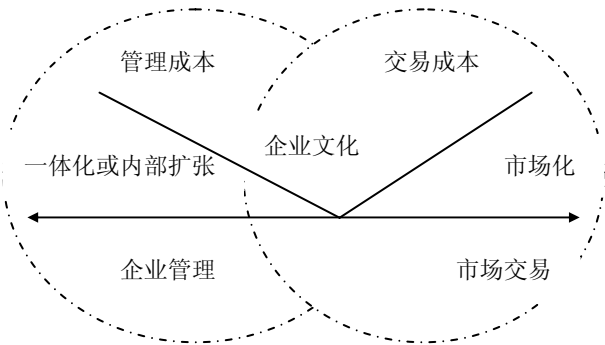 管理成本
交易成本
企业文化
一体化或内部扩张
市场化
企业管理
市场交易